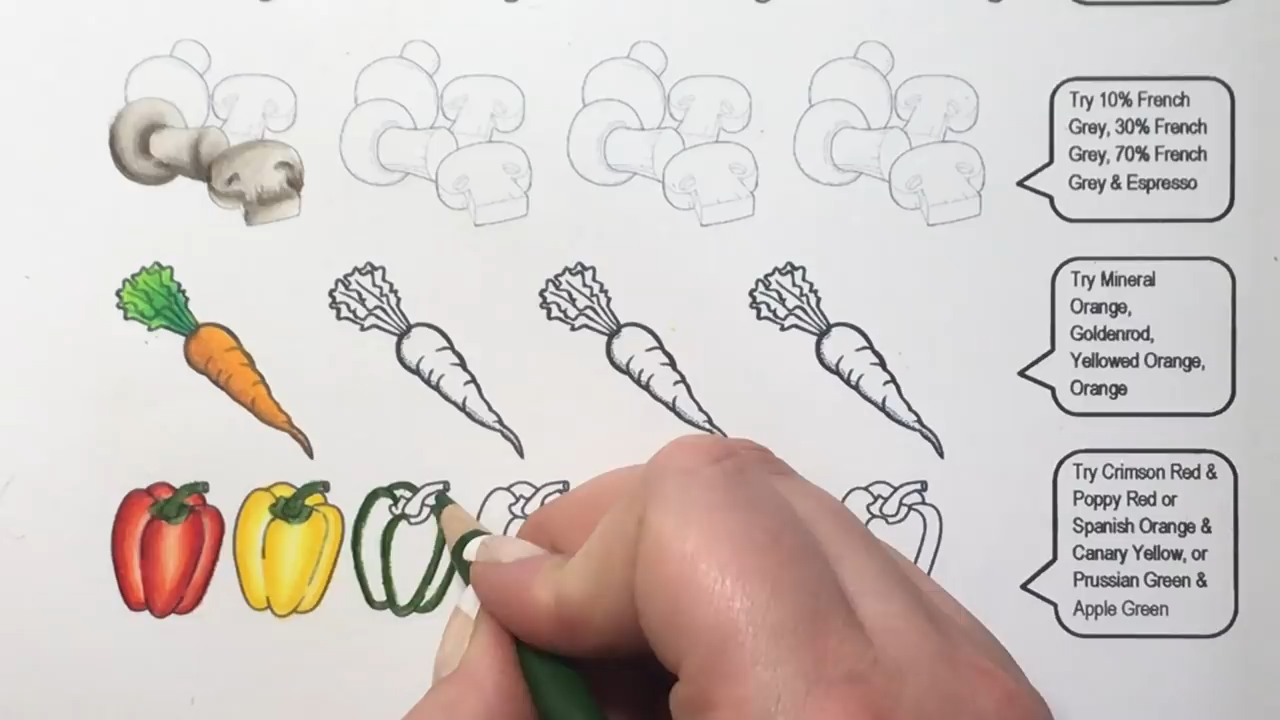 Try 10% French
Grey, 30% French
Grey, 70% French
Grey & Espresso
Try Mineral
Orange,
Goldenrod,
Yellowed Orange,
Orange
Try Crimson Red &
Poppy Red or
Spanish Orange &
Canary Yellow, or
Prussian Green &
Apple Green